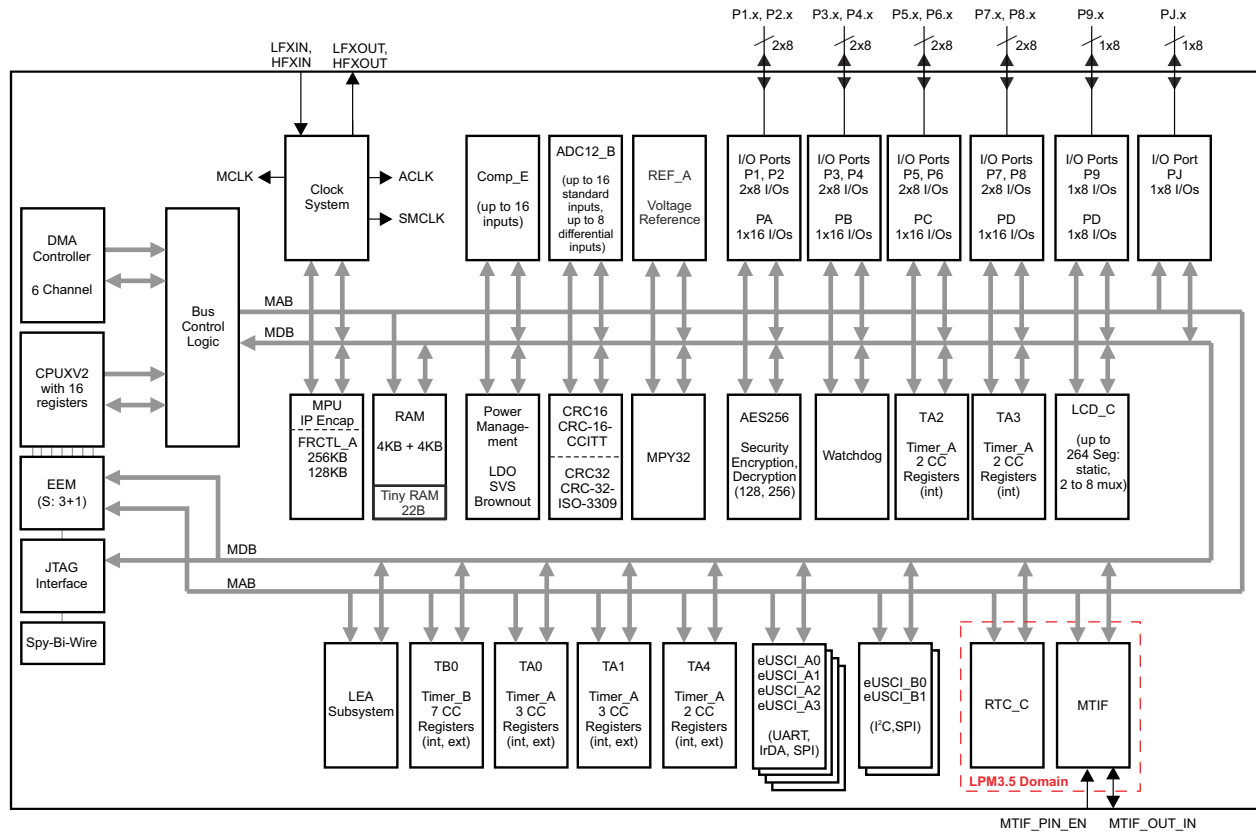 P1.x, P2.x
P3.x, P4.x
P5.x, P6.x
P7.x, P8.x
P9.x
PJ.x
2x8
2x8
2x8
2x8
1x8
1x8
LFXIN,
HFXIN
LFXOUT,
HFXOUT
MCLK
Clock
System
ACLK
SMCLK
Comp_E
(up to 16
inputs)
ADC12_B
(up to 16
standard
inputs,
up to 8
differential
inputs)
REF_A
Voltage
Reference
I/O Ports
P1, P2
2x8 I/Os
PA
1x16 I/Os
I/O Ports
P3, P4
2x8 I/Os
PB
1x16 I/Os
I/O Ports
P5, P6
2x8 I/Os
PC
1x16 I/Os
I/O Ports
P7, P8
2x8 I/Os
PD
1x16 I/Os
I/O Ports
P9
1x8 I/Os
PD
1x8 I/Os
I/O Port
PJ
1x8 I/Os
DMA
Controller
6 Channel
Bus
Control
Logic
MAB
MDB
CPUXV2
with 16
registers
EEM
(S: 3+1)
JTAG
Interface
Spy-Bi-Wire
MPU
IP Encap
FRCTL_A
256KB
128KB
RAM
4KB + 4KB
Tiny RAM
22B
Power
Manage-
ment
LDO
SVS
Brownout
CRC16
CRC-16-
CCITT
CRC32
CRC-32-
ISO-3309
MPY32
AES256
Security
Encryption,
Decryption
(128, 256)
Watchdog
TA2
Timer_A
2 CC
Registers
(int)
TA3
Timer_A
2 CC
Registers
(int)
LCD_C
(up to
264 Seg:
static,
2 to 8 mux)
MDB
MAB
LEA
Subsystem
TB0
Timer_B
7 CC
Registers
(int, ext)
TA0
Timer_A
3 CC
Registers
(int, ext)
TA1
Timer_A
3 CC
Registers
(int, ext)
TA4
Timer_A
2 CC
Registers
(int, ext)
eUSCI_A0
eUSCI_A1
eUSCI_A2
eUSCI_A3
(UART,
IrDA, SPI)
eUSCI_B0
eUSCI_B1
(I²C,SPI)
RTC_C
MTIF
LPM3.5 Domain
MTIF_PIN_EN
MTIF_OUT_IN